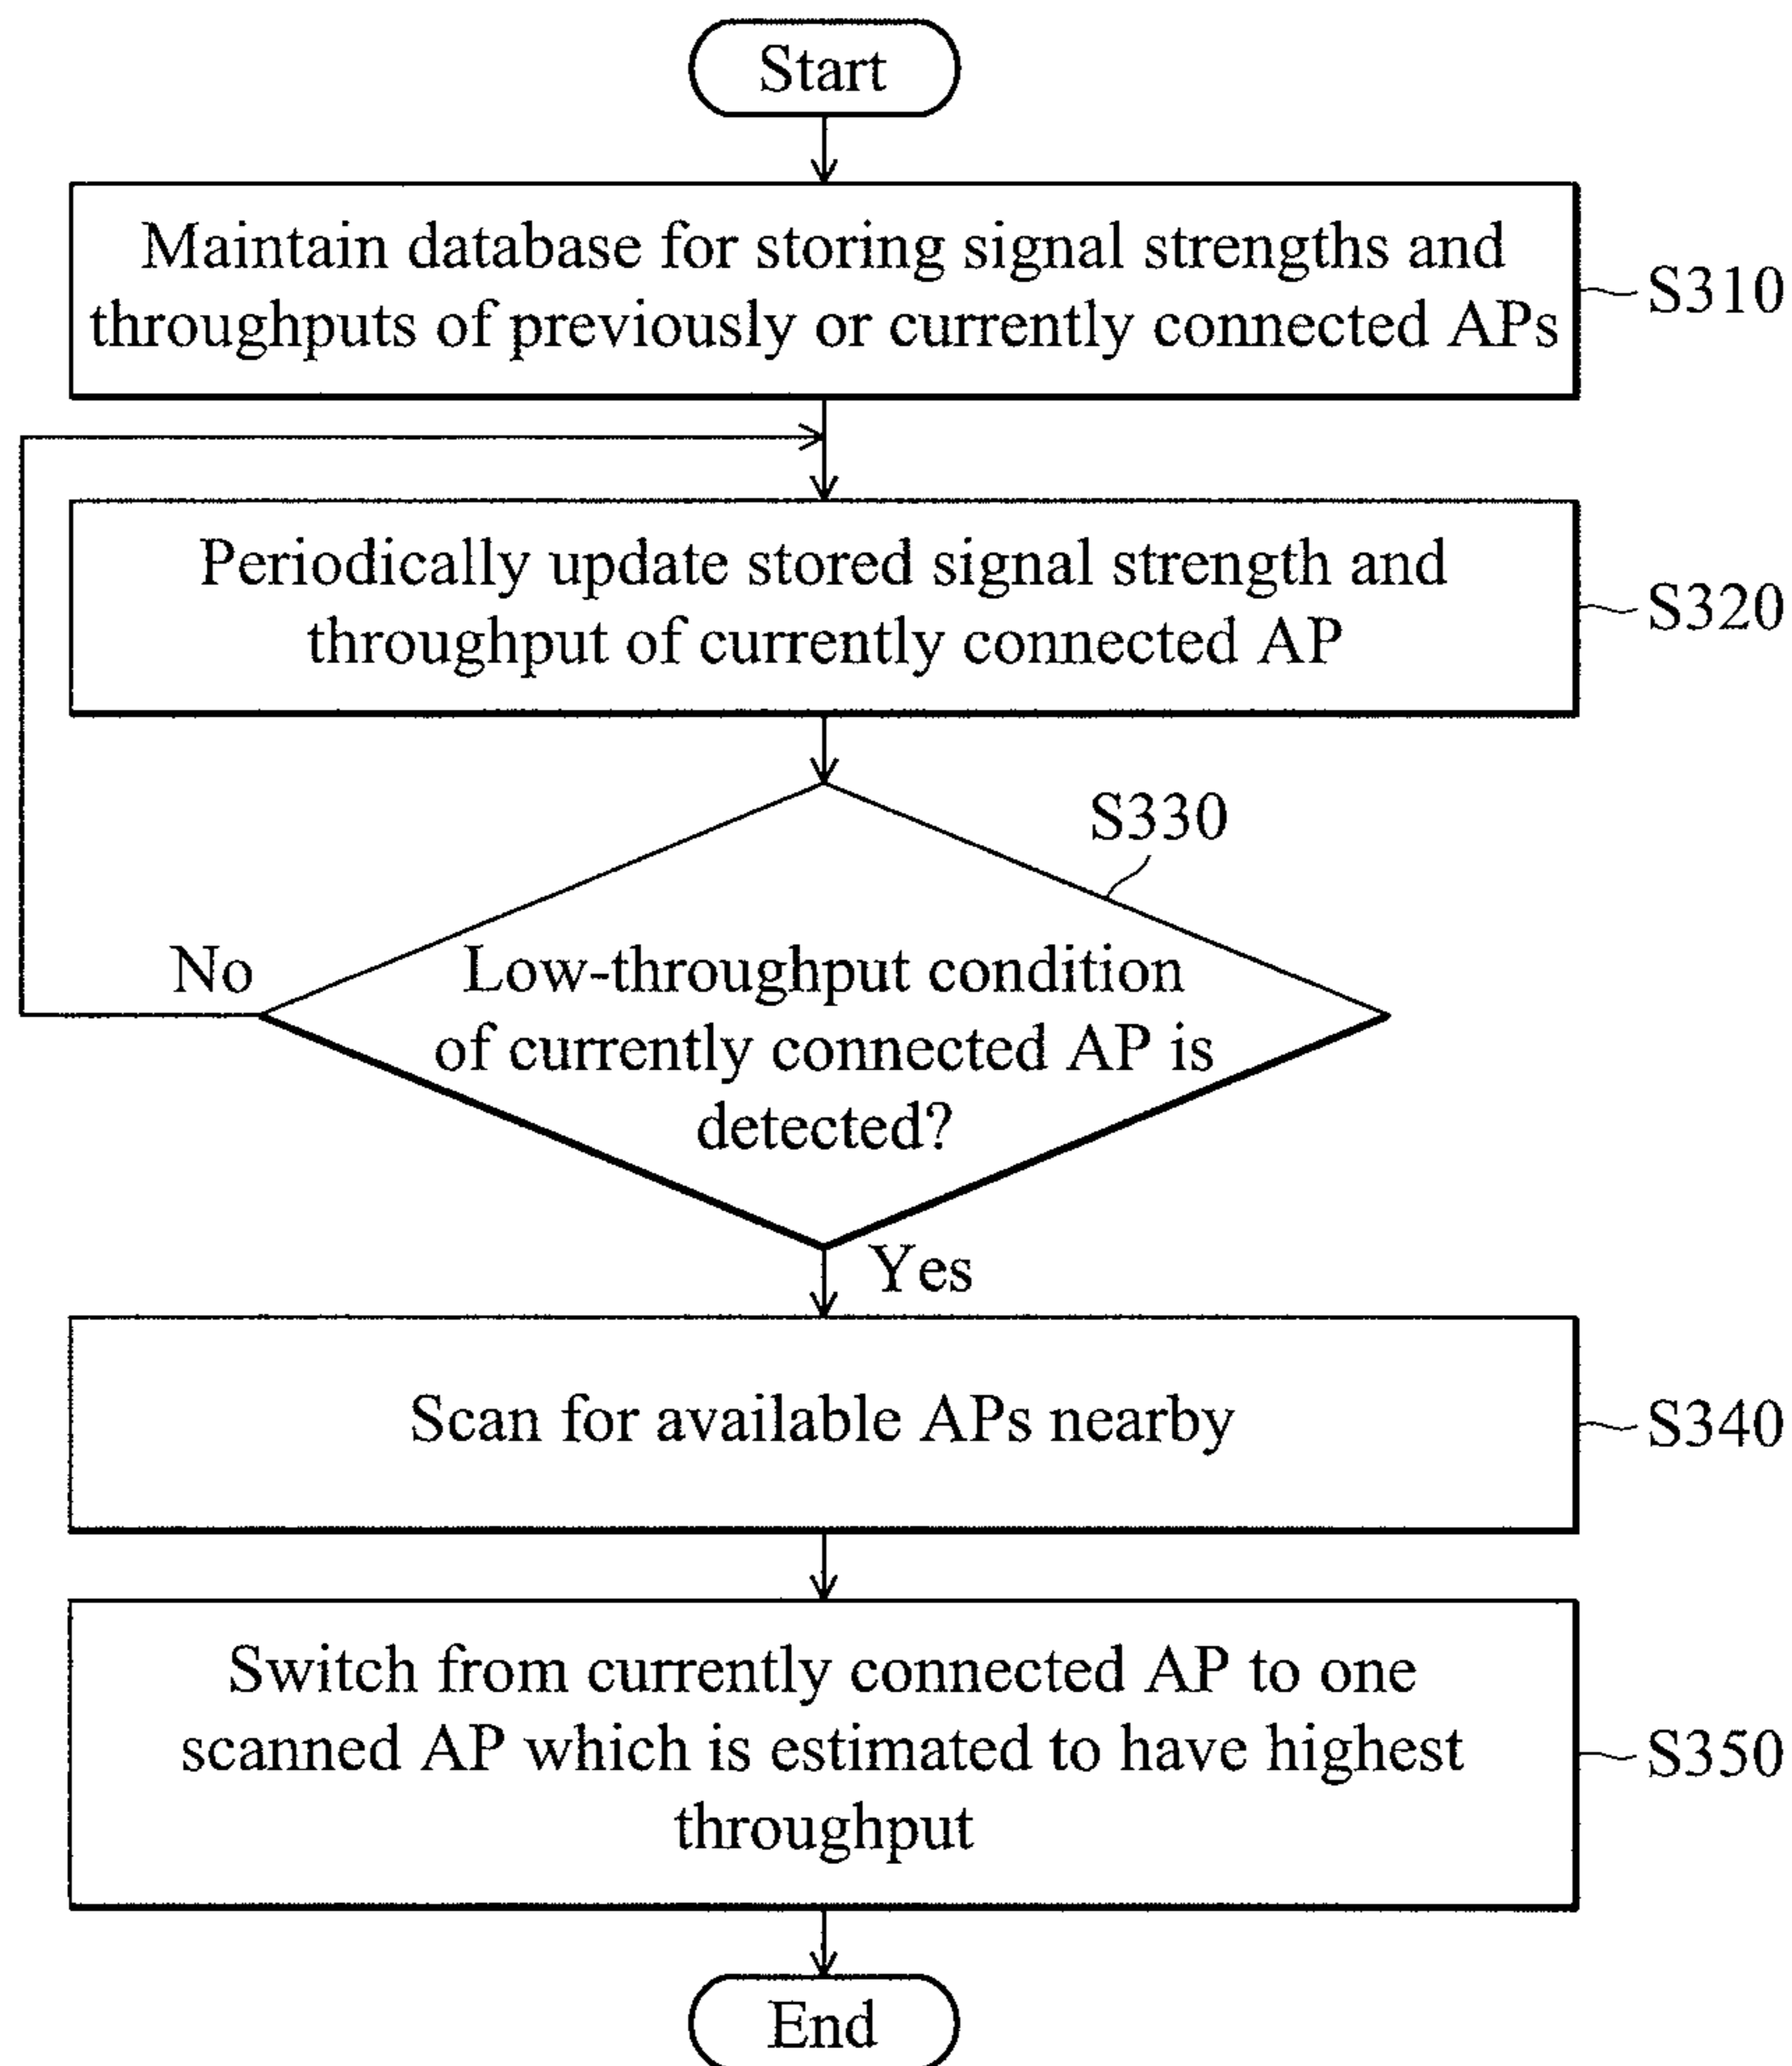 Start
Maintain database for storing signal strengths and
throughputs of previously or currently connected APs
S310
Periodically update stored signal strength and
throughput of currently connected AP
S320
S330
No
Low-throughput condition
of currently connected AP is
detected?
Yes
Scan for available APs nearby
S340
Switch from currently connected AP to one
scanned AP which is estimated to have highest
throughput
S350
End